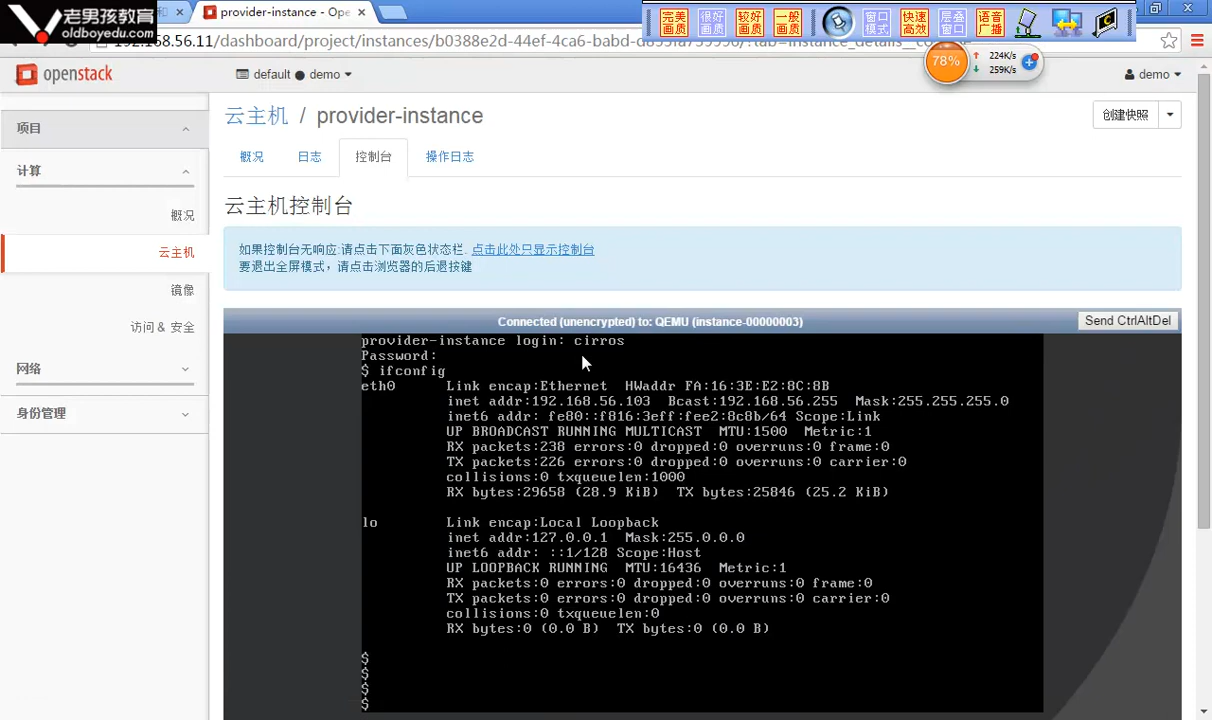 老男孩教育
oldboyedu.com
provider-instance - Ope
完美画质
很好画质
较好画质
一般画质
窗口模式
快速高效
层叠窗口
语音广播
/dashboard/project/instances/b0388e2d-44ef-4ca6-babd-
78%
224K/s
259K/s
openstack
default ● demo
demo
项目
计算
概况
云主机
镜像
访问 & 安全
网络
身份管理
云主机 / provider-instance
创建快照
概况
日志
控制台
操作日志
云主机控制台
如果控制台无响应:请点击下面灰色状态栏. 点击此处只显示控制台
要退出全屏模式，请点击浏览器的后退按键
Connected (unencrypted) to: QEMU (instance-00000003)
Send CtrlAltDel
provider-instance login: cirros
Password:
$ ifconfig
eth0 Link encap:Ethernet HWaddr FA:16:3E:E2:8C:8B
inet addr:192.168.56.103 Bcast:192.168.56.255 Mask:255.255.255.0
inet6 addr: fe80::f816:3eff:fee2:8c8b/64 Scope:Link
UP BROADCAST RUNNING MULTICAST MTU:1500 Metric:1
RX packets:238 errors:0 dropped:0 overruns:0 frame:0
TX packets:226 errors:0 dropped:0 overruns:0 carrier:0
collisions:0 txqueuelen:1000
RX bytes:29658 (28.9 KiB) TX bytes:25846 (25.2 KiB)
lo Link encap:Local Loopback
inet addr:127.0.0.1 Mask:255.0.0.0
inet6 addr: ::1/128 Scope:Host
UP LOOPBACK RUNNING MTU:16436 Metric:1
RX packets:0 errors:0 dropped:0 overruns:0 frame:0
TX packets:0 errors:0 dropped:0 overruns:0 carrier:0
collisions:0 txqueuelen:0
RX bytes:0 (0.0 B) TX bytes:0 (0.0 B)
$
$
$
$